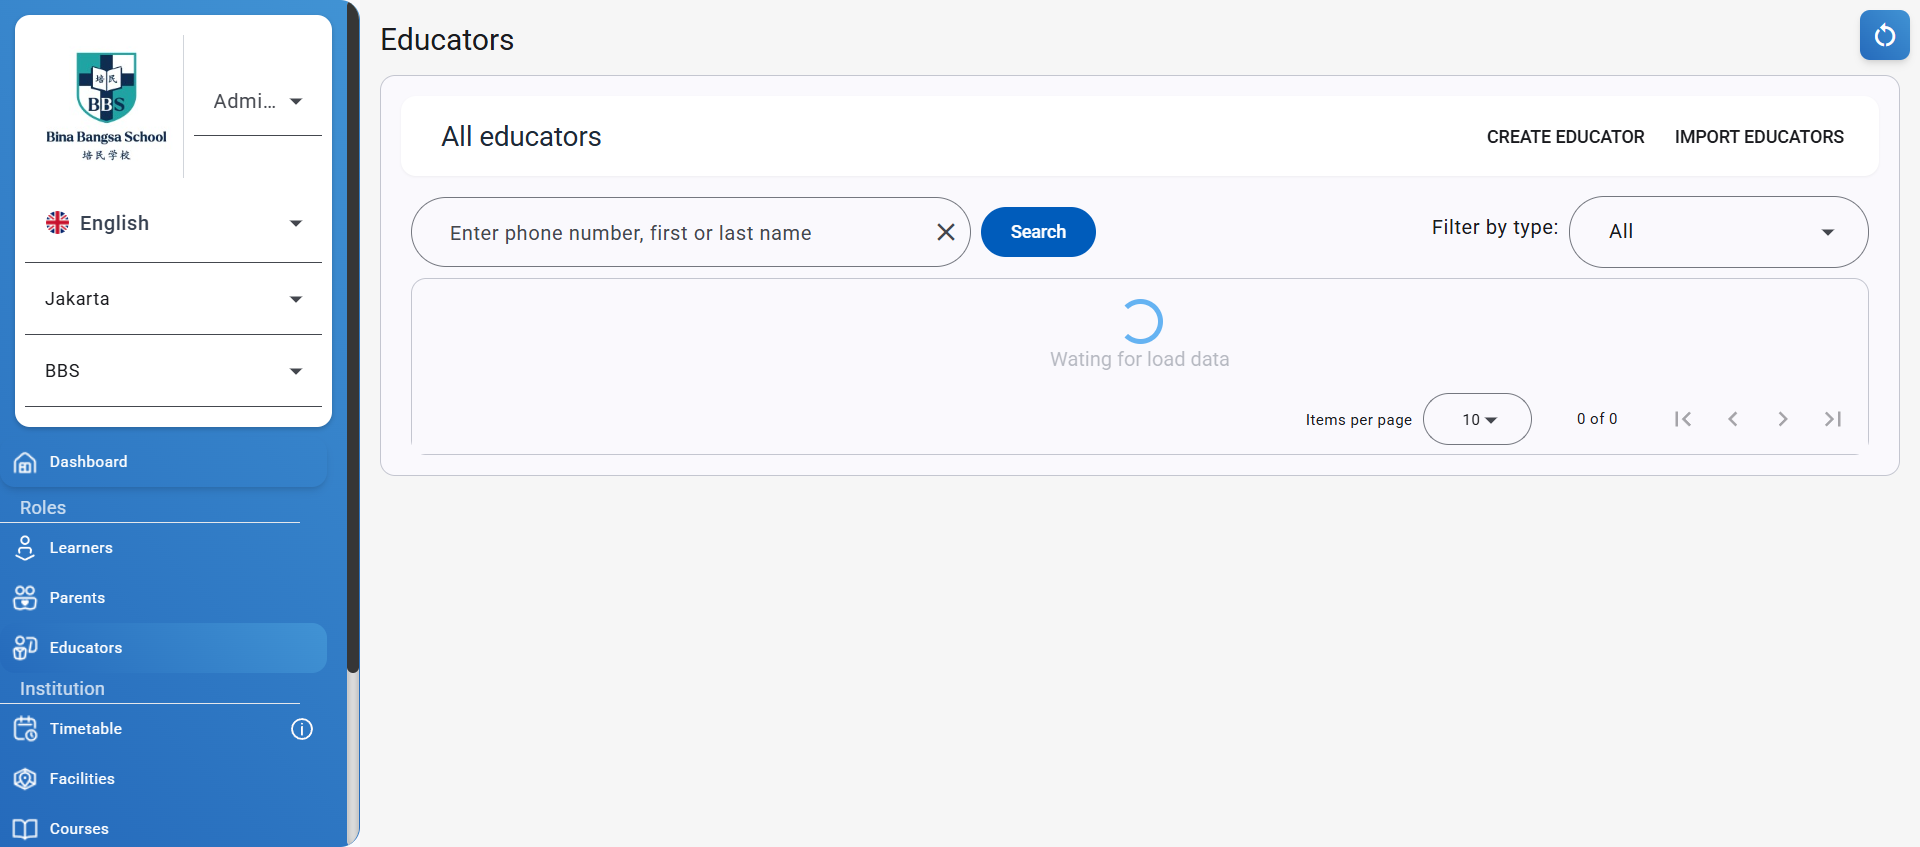 培 民
BBS
Bina Bangsa School
培民学校
Admi...
English
Jakarta
BBS
Dashboard
Roles
Learners
Parents
Educators
Institution
Timetable
Facilities
Courses
Educators
All educators
CREATE EDUCATOR
IMPORT EDUCATORS
Enter phone number, first or last name
Search
Filter by type:
All
Wating for load data
Items per page
10
0 of 0